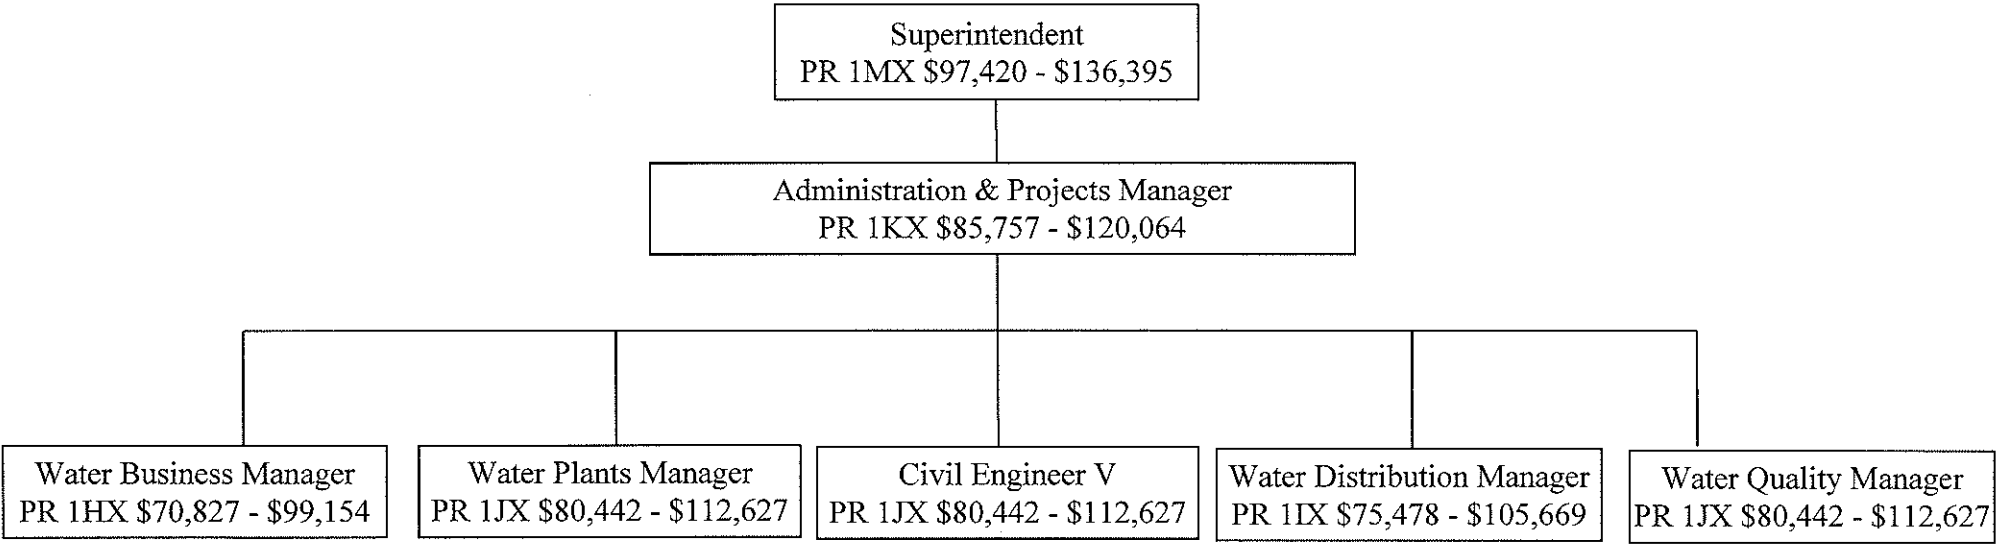 Superintendent
PR 1MX $97,420 - $136,395
Administration & Projects Manager
PR 1KX $85,757 - $120,064
Water Business Manager
PR 1HX $70,827 - $99,154
Water Plants Manager
PR 1JX $80,442 - $112,627
Civil Engineer V
PR 1JX $80,442 - $112,627
Water Distribution Manager
PR 1IX $75,478 - $105,669
Water Quality Manager
PR 1JX $80,442 - $112,627